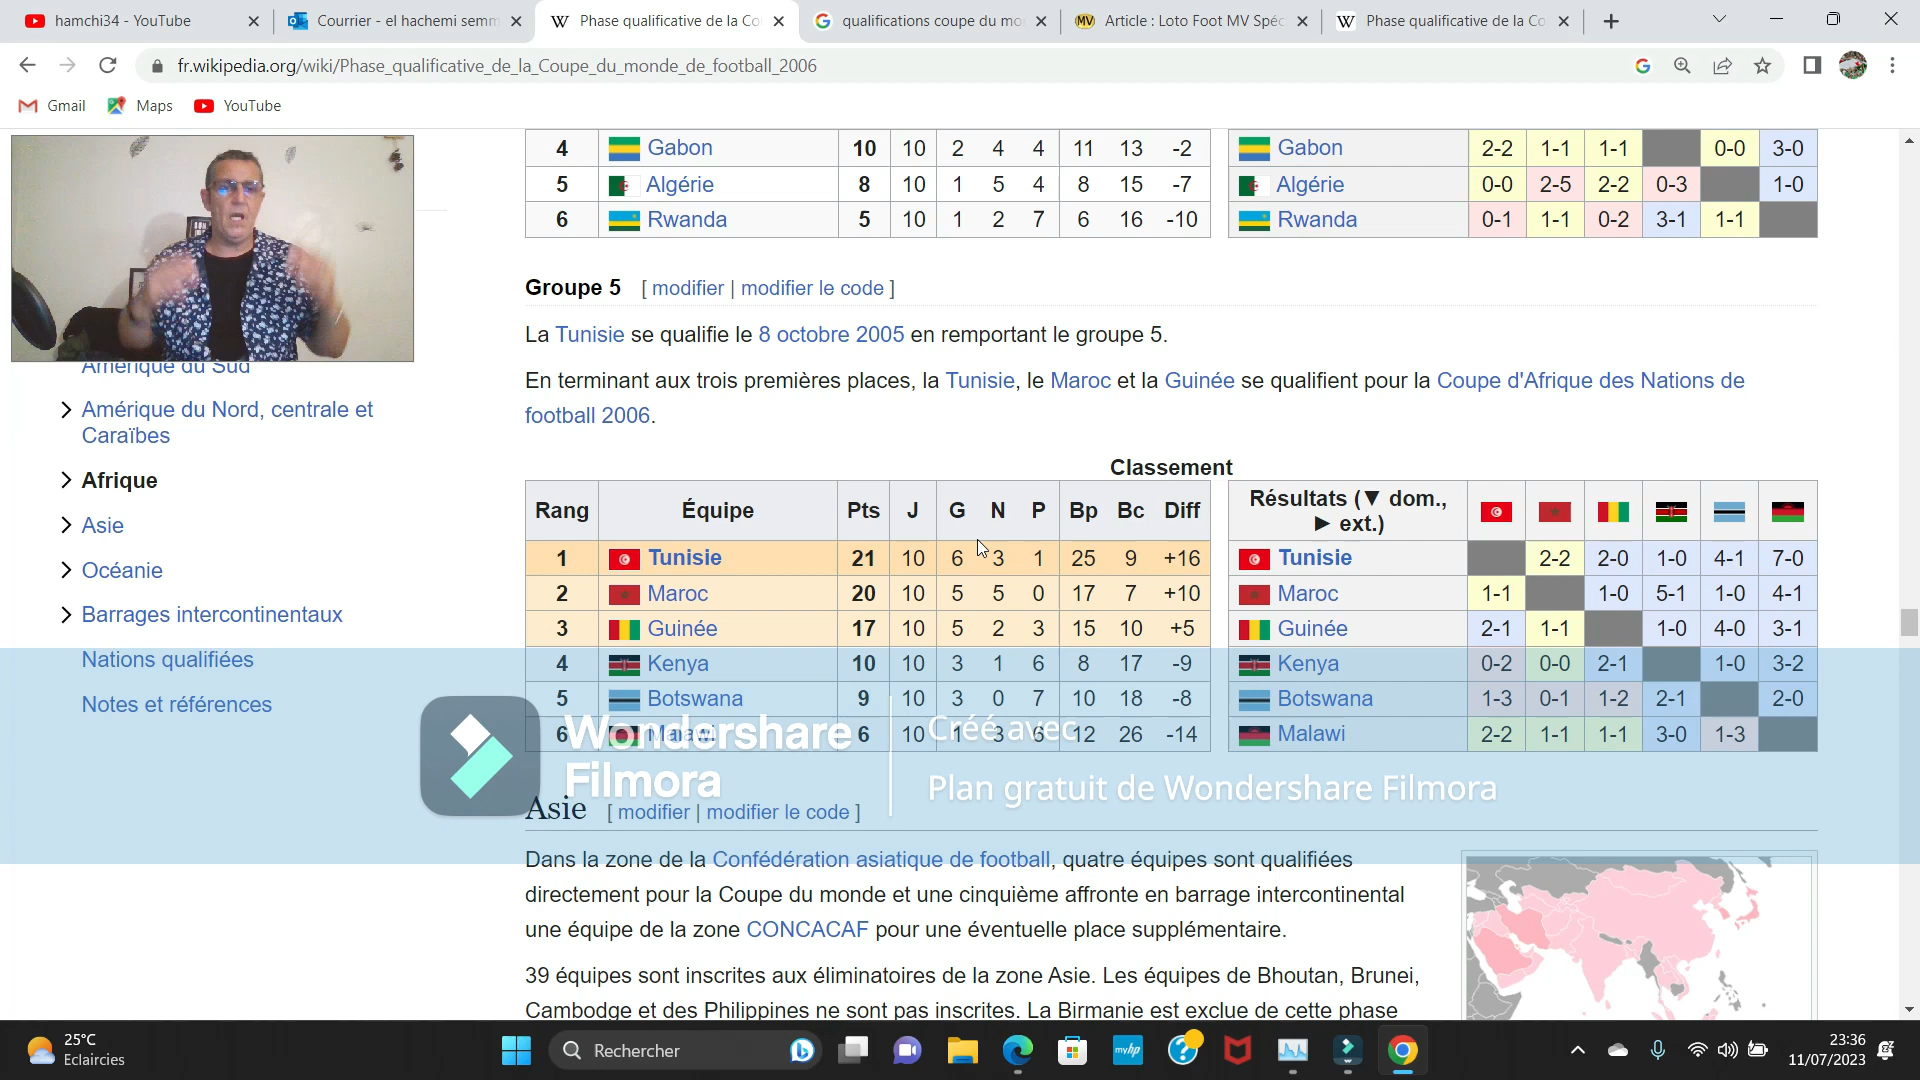 hamchi34 - YouTube
Courrier - el hachemi semm
Phase qualificative de la Co
qualifications coupe du mo
Article : Loto Foot MV Spéc
Phase qualificative de la Co
fr.wikipedia.org/wiki/Phase_qualificative_de_la_Coupe_du_monde_de_football_2006
Gmail
Maps
YouTube
4 Gabon 10 10 2 4 4 11 13 -2
Gabon 2-2 1-1 1-1 0-0 3-0
5 Algérie 8 10 1 5 4 8 15 -7
Algérie 0-0 2-5 2-2 0-3 1-0
6 Rwanda 5 10 1 2 7 6 16 -10
Rwanda 0-1 1-1 0-2 3-1 1-1
Amérique du Sud
Amérique du Nord, centrale et
Caraïbes
Afrique
Asie
Océanie
Barrages intercontinentaux
Nations qualifiées
Notes et références
Groupe 5 [ modifier | modifier le code ]
La Tunisie se qualifie le 8 octobre 2005 en remportant le groupe 5.
En terminant aux trois premières places, la Tunisie, le Maroc et la Guinée se qualifient pour la Coupe d'Afrique des Nations de
football 2006.
Classement
Rang Équipe Pts J G N P Bp Bc Diff
Résultats (▼ dom.,
► ext.)
1 Tunisie 21 10 6 3 1 25 9 +16
Tunisie 2-2 2-0 1-0 4-1 7-0
2 Maroc 20 10 5 5 0 17 7 +10
Maroc 1-1 1-0 5-1 1-0 4-1
3 Guinée 17 10 5 2 3 15 10 +5
Guinée 2-1 1-1 1-0 4-0 3-1
4 Kenya 10 10 3 1 6 8 17 -9
Kenya 0-2 0-0 2-1 1-0 3-2
5 Botswana 9 10 3 0 7 10 18 -8
Botswana 1-3 0-1 1-2 2-1 2-0
6 Malawi 6 10 1 3 6 12 26 -14
Malawi 2-2 1-1 1-1 3-0 1-3
Wondershare
Filmora
Créé avec
Plan gratuit de Wondershare Filmora
Asie [ modifier | modifier le code ]
Dans la zone de la Confédération asiatique de football, quatre équipes sont qualifiées
directement pour la Coupe du monde et une cinquième affronte en barrage intercontinental
une équipe de la zone CONCACAF pour une éventuelle place supplémentaire.
39 équipes sont inscrites aux éliminatoires de la zone Asie. Les équipes de Bhoutan, Brunei,
Cambodge et des Philippines ne sont pas inscrites. La Birmanie est exclue de cette phase
25°C
Eclaircies
Rechercher
myhp
23:36
11/07/2023